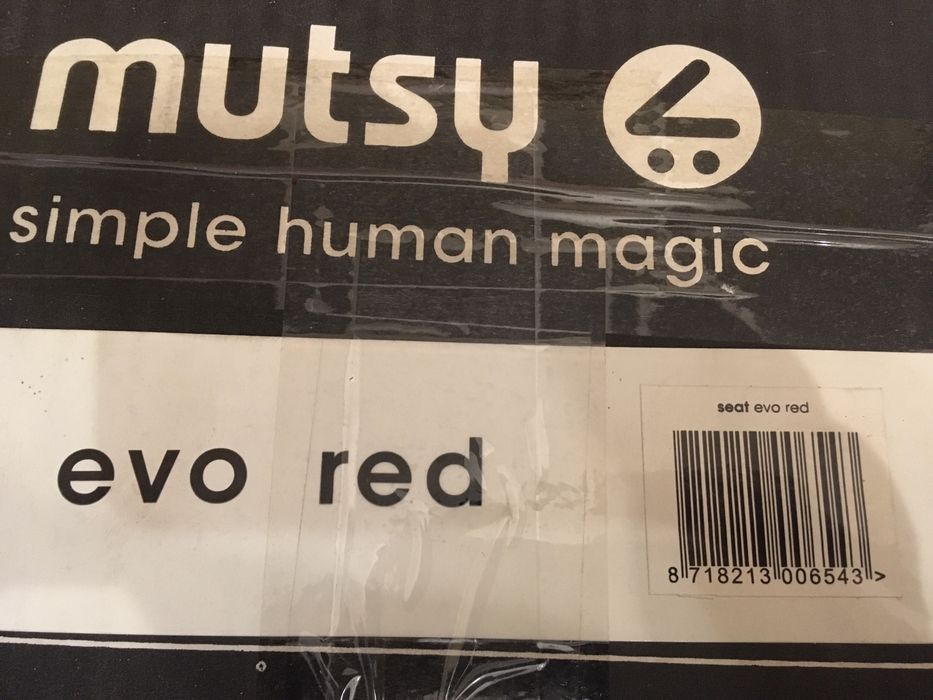 mutsy
simple human magic
evo red
seat evo red
8 718213 006543 >